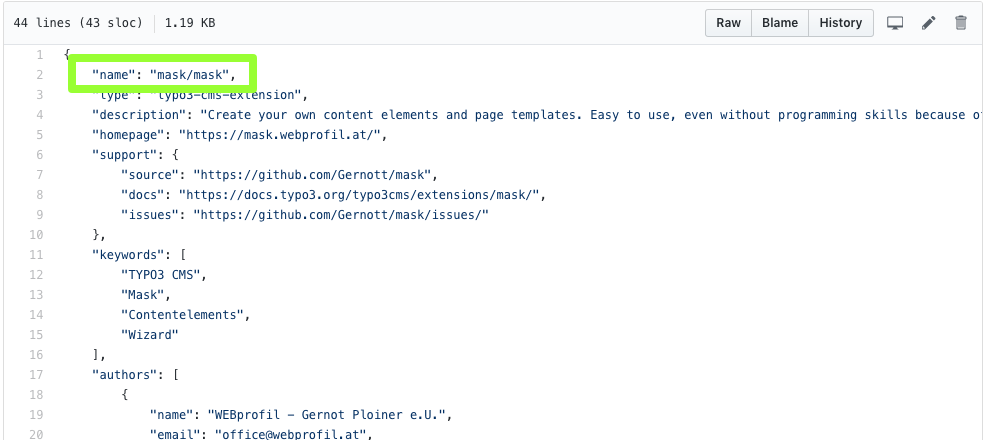 44 lines (43 sloc) 1.19 KB Raw Blame History
1 {
2 "name": "mask/mask",
3 "type": "typo3-cms-extension",
4 "description": "Create your own content elements and page templates. Easy to use, even without programming skills because
5 "homepage": "https://mask.webprofil.at/",
6 "support": {
7 "source": "https://github.com/Gernott/mask",
8 "docs": "https://docs.typo3.org/typo3cms/extensions/mask/",
9 "issues": "https://github.com/Gernott/mask/issues/"
10 },
11 "keywords": [
12 "TYPO3 CMS",
13 "Mask",
14 "Contentelements",
15 "Wizard"
16 ],
17 "authors": [
18 {
19 "name": "WEBprofil - Gernot Ploiner e.U.",
20 "email": "office@webprofil.at",